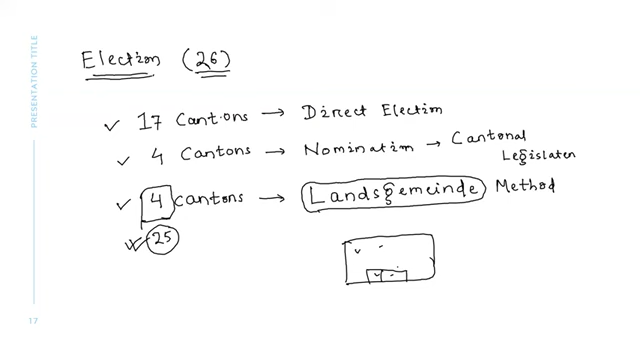 PRESENTATION TITLE
Election (26)
17 Cantons → Direct Election
4 Cantons → Nomination → Cantonal
Legislaten
4 Cantons → Landsgemeinde Method
25
17